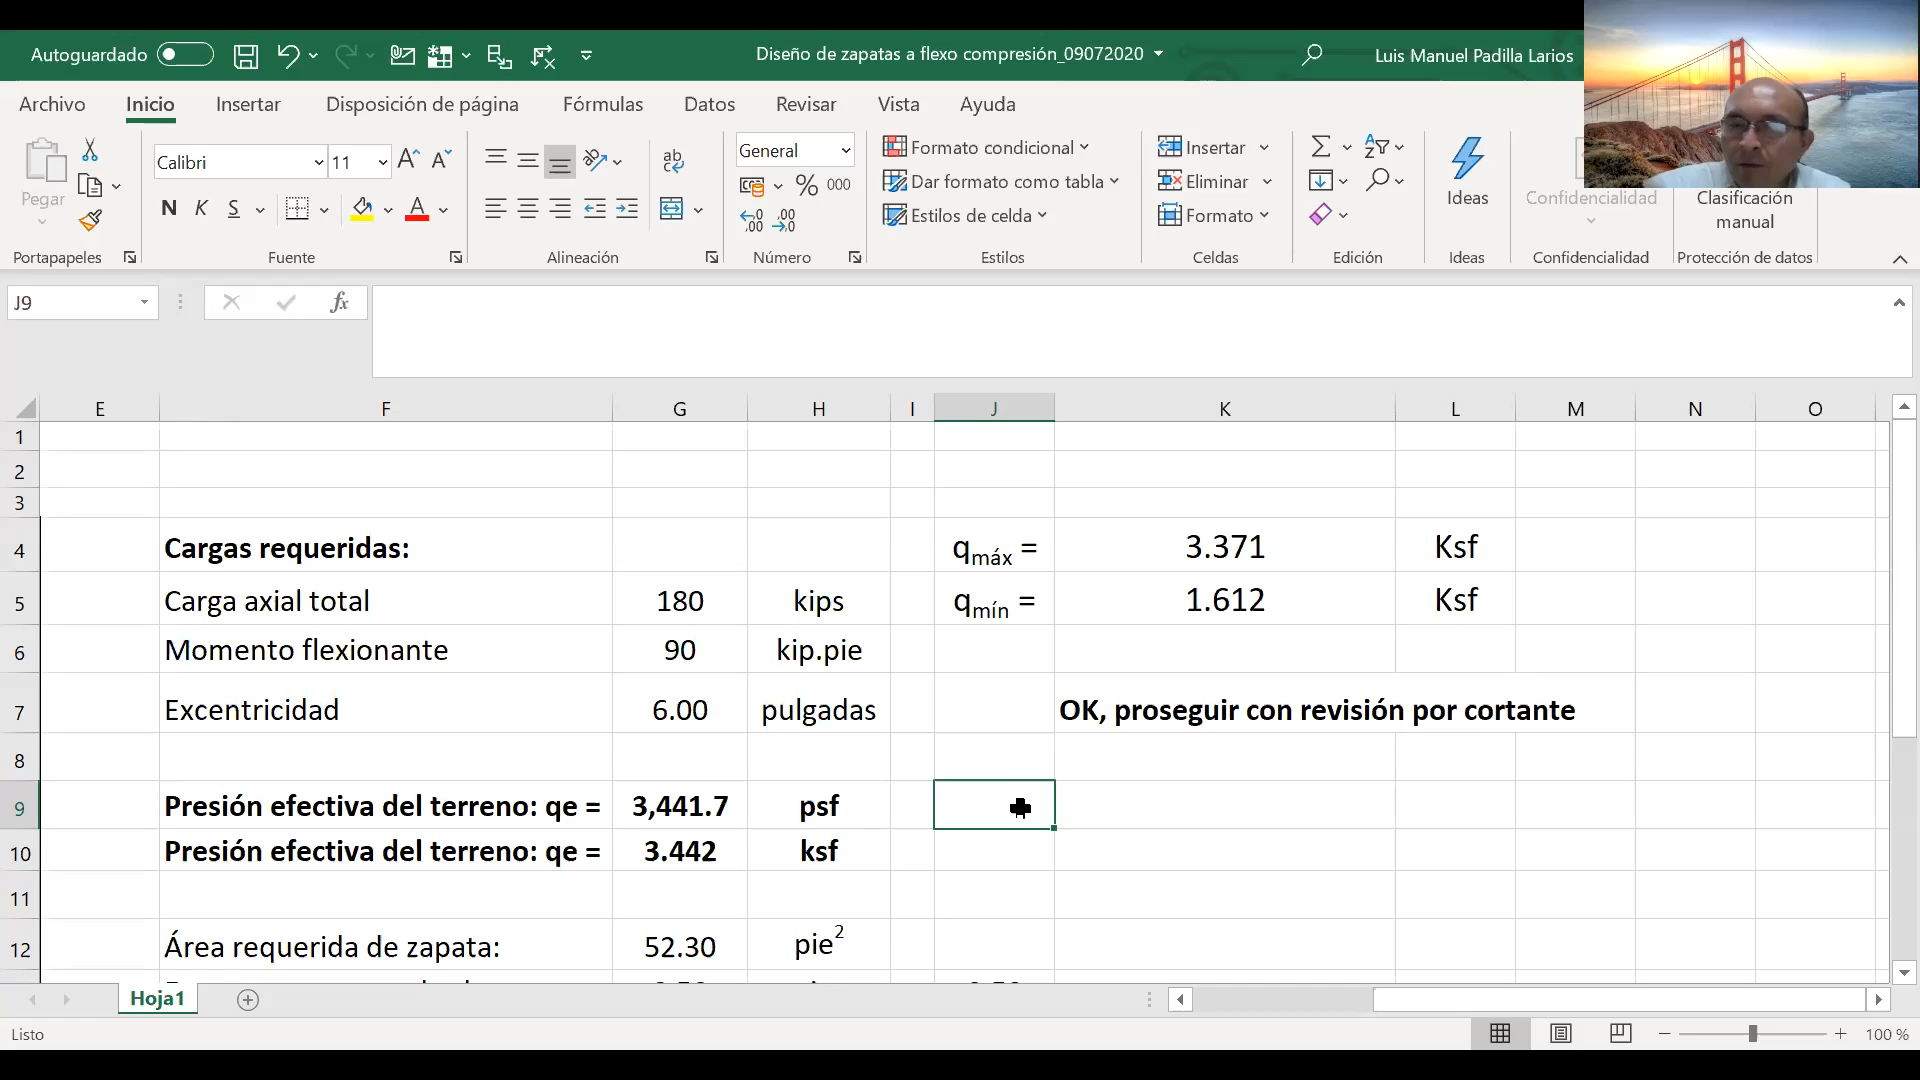 Autoguardado
Diseño de zapatas a flexo compresión_09072020
Luis Manuel Padilla Larios
Archivo Inicio Insertar Disposición de página Fórmulas Datos Revisar Vista Ayuda
Pegar
Calibri 11
N K S
ab
General
% 000
Formato condicional
Dar formato como tabla
Estilos de celda
Insertar
Eliminar
Formato
Ideas
Confidencialidad
Clasificación manual
Portapapeles Fuente Alineación Número Estilos Celdas Edición Ideas Confidencialidad Protección de datos
J9 fx
E F G H I J K L M N O
1
2
3
4 Cargas requeridas: qmáx = 3.371 Ksf
5 Carga axial total 180 kips qmín = 1.612 Ksf
6 Momento flexionante 90 kip.pie
7 Excentricidad 6.00 pulgadas OK, proseguir con revisión por cortante
8
9 Presión efectiva del terreno: qe = 3,441.7 psf
10 Presión efectiva del terreno: qe = 3.442 ksf
11
12 Área requerida de zapata: 52.30 pie²
Hoja1
Listo
100 %